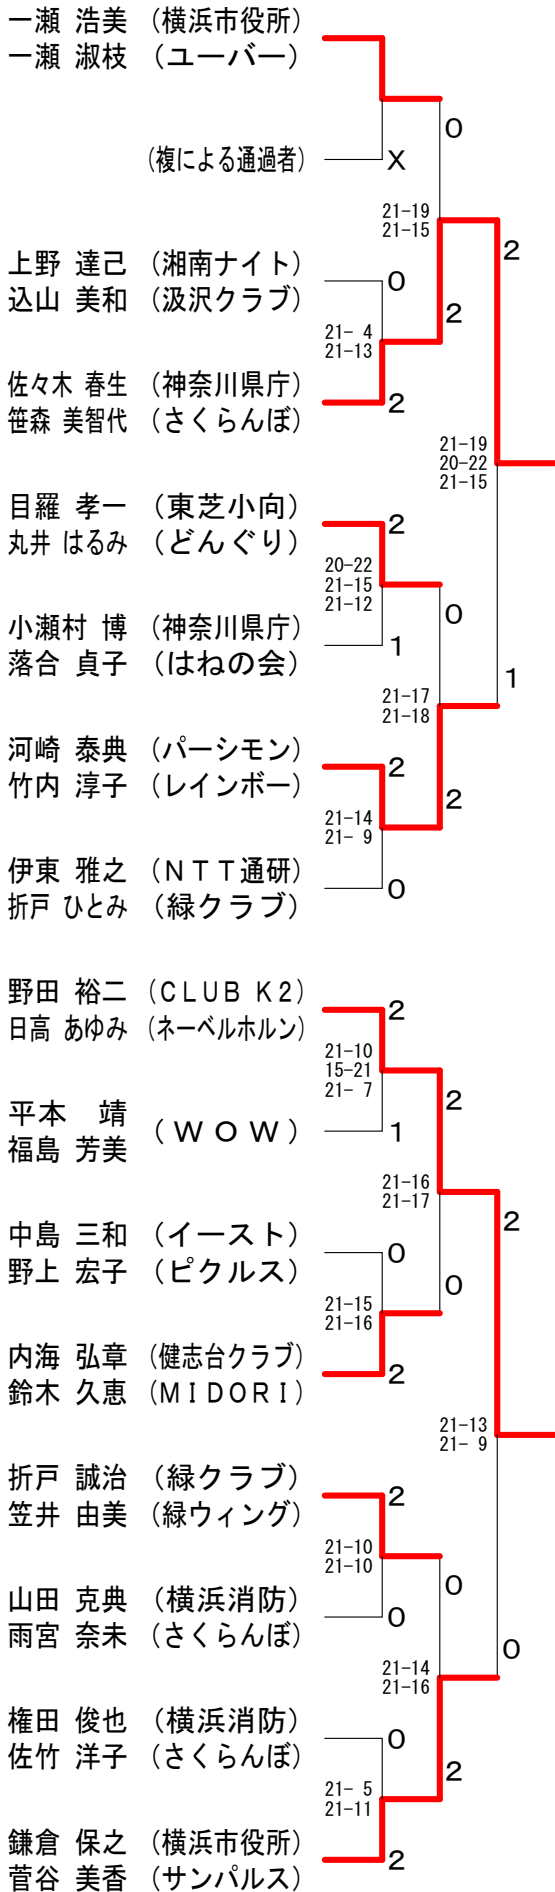 一瀬 浩美 (横浜市役所)
一瀬 淑枝 (ユーバー)
0
(複による通過者)
X
21-19
21-15
2
上野 達己 (湘南ナイト)
0
込山 美和 (汲沢クラブ)
2
21- 4
21-13
佐々木 春生 (神奈川県庁)
2
笹森 美智代 (さくらんぼ)
21-19
20-22
21-15
目羅 孝一 (東芝小向)
2
丸井 はるみ (どんぐり)
20-22
21-15
21-12
0
小瀬村 博 (神奈川県庁)
1
落合 貞子 (はねの会)
1
21-17
21-18
河崎 泰典 (パーシモン)
2
竹内 淳子 (レインボー)
2
21-14
21- 9
伊東 雅之 (NTT通研)
0
折戸 ひとみ (緑クラブ)
野田 裕二 (CLUB K2)
2
日高 あゆみ (ネーベルホルン)
21-10
15-21
21- 7
2
平本 靖
(WOW)
1
福島 芳美
21-16
21-17
2
中島 三和 (イースト)
0
野上 宏子 (ピクルス)
0
21-15
21-16
内海 弘章 (健志台クラブ)
2
鈴木 久恵 (MIDORI)
21-13
21- 9
折戸 誠治 (緑クラブ)
2
笠井 由美 (緑ウィング)
21-10
21-10
0
山田 克典 (横浜消防)
0
雨宮 奈未 (さくらんぼ)
0
21-14
21-16
権田 俊也 (横浜消防)
0
佐竹 洋子 (さくらんぼ)
2
21- 5
21-11
鎌倉 保之 (横浜市役所)
2
菅谷 美香 (サンパルス)